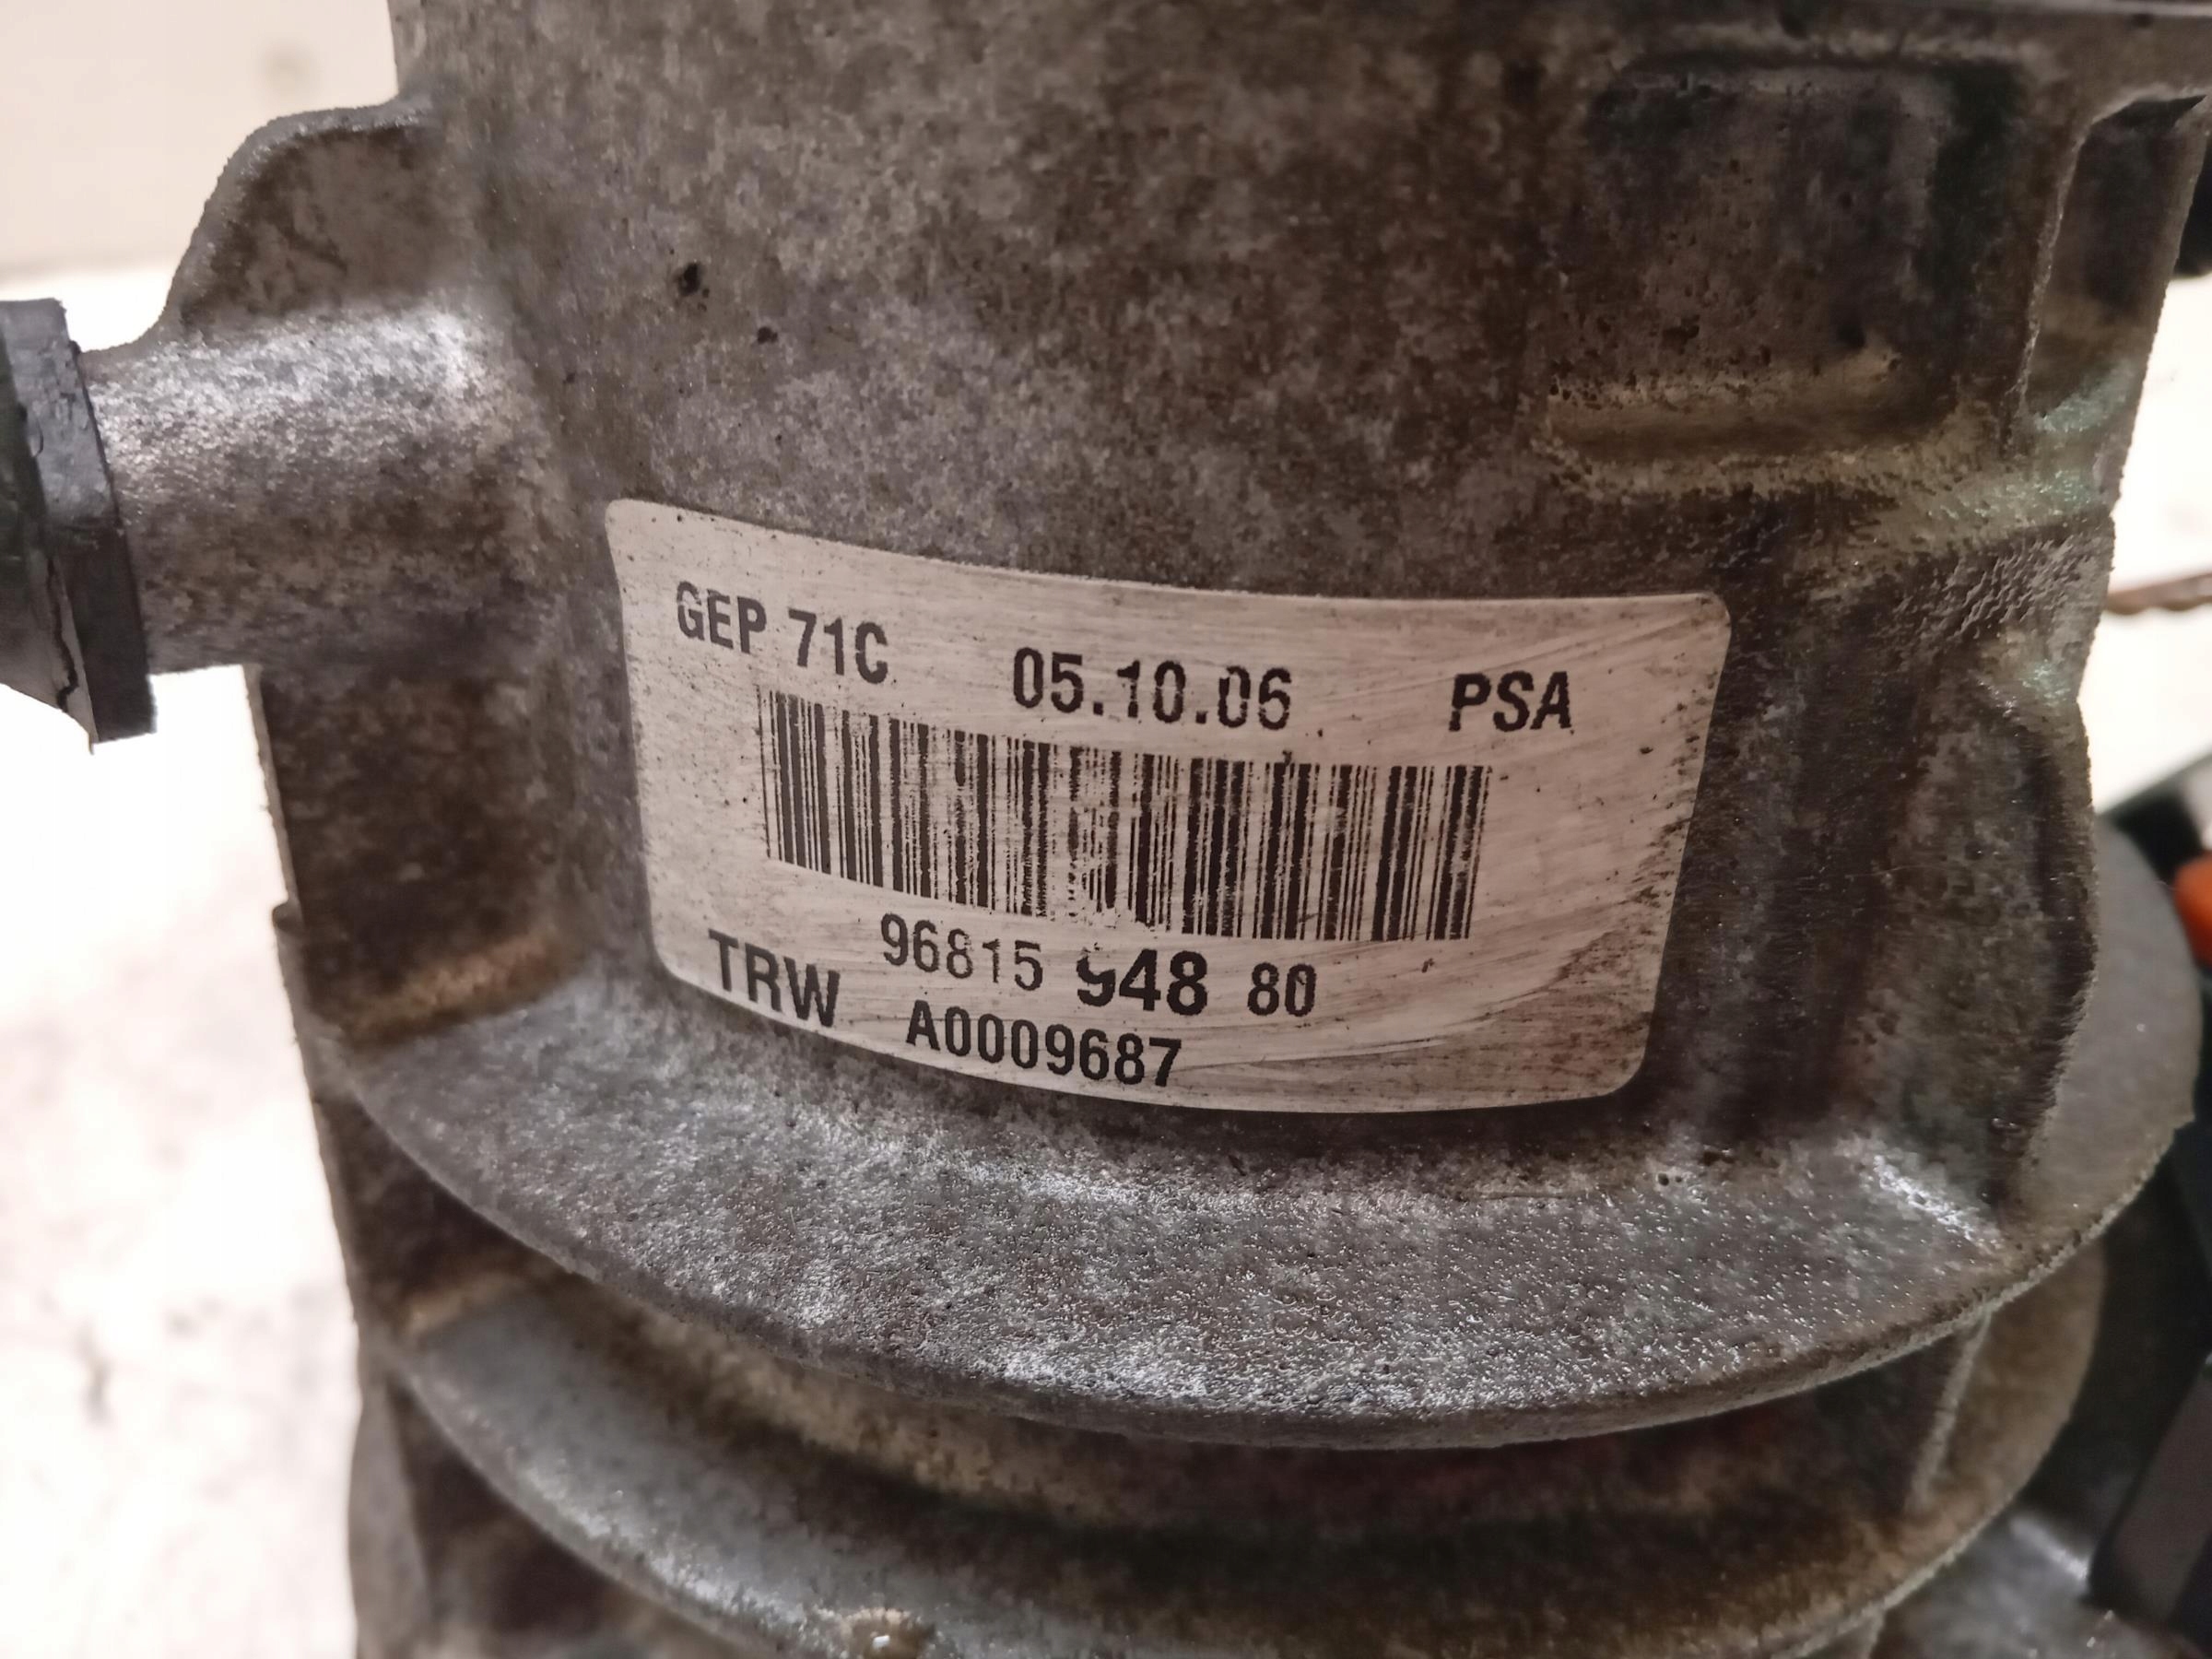 GEP 71C 05.10.06 PSA
96815 948 80
TRW A0009687